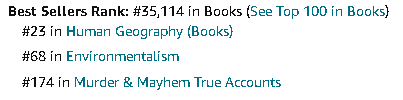 Best Sellers Rank: #35,114 in Books (See Top 100 in Books)
#23 in Human Geography (Books)
#68 in Environmentalism
#174 in Murder & Mayhem True Accounts